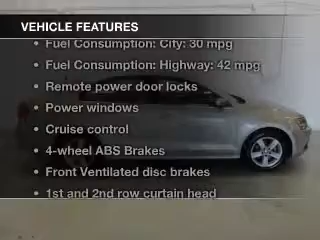 VEHICLE FEATURES
• Fuel Consumption: City: 30 mpg
• Fuel Consumption: Highway: 42 mpg
• Remote power door locks
• Power windows
• Cruise control
• 4-wheel ABS Brakes
• Front Ventilated disc brakes
• 1st and 2nd row curtain head